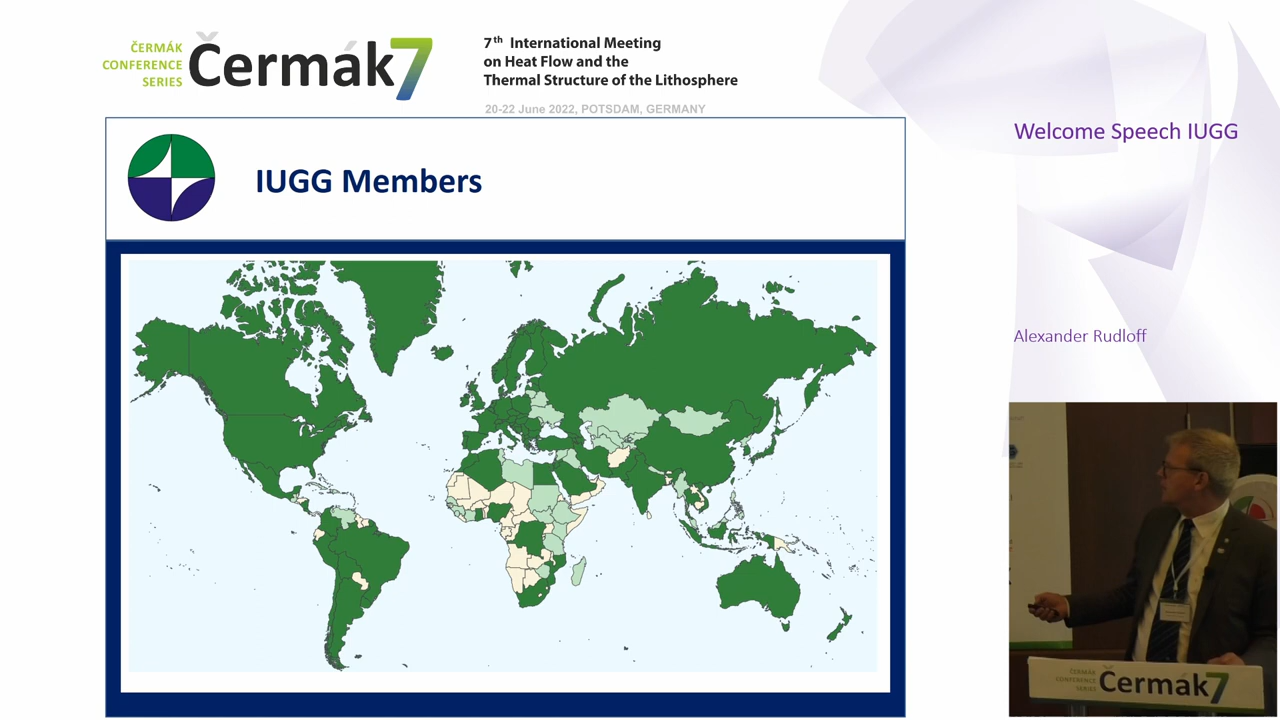 ČERMÁK
CONFERENCE
SERIES
Čermák7
7th International Meeting
on Heat Flow and the
Thermal Structure of the Lithosphere
20-22 June 2022, POTSDAM, GERMANY
IUGG Members
Welcome Speech IUGG
Alexander Rudloff
ČERMÁK
CONFERENCE
SERIES
Čermák7